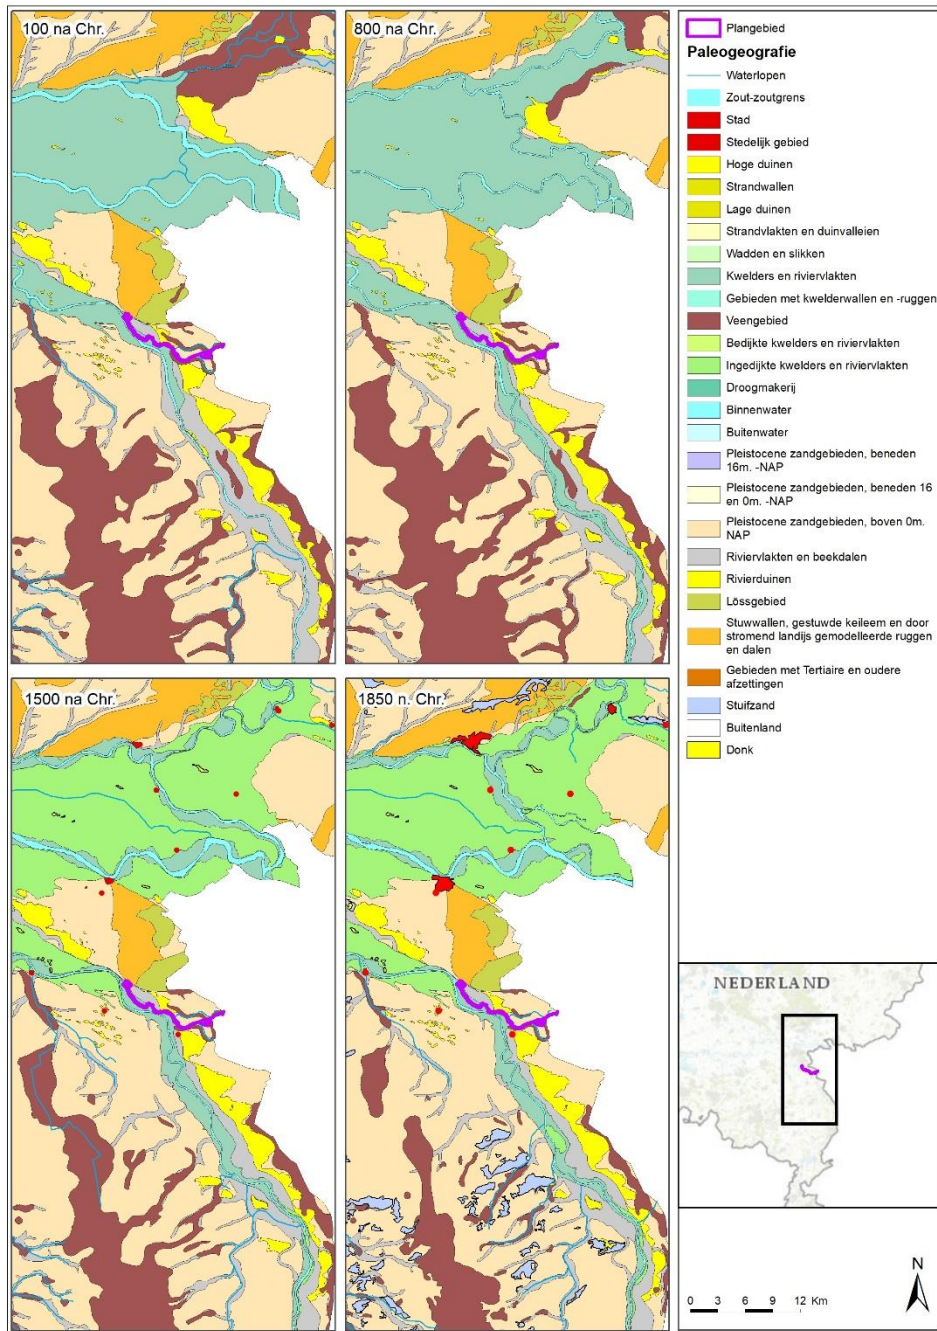 100 na Chr.
800 na Chr.
1500 na Chr.
1850 n. Chr.
Plangebied
Paleogeografie
Waterlopen
Zout-zoutgrens
Stad
Stedelijk gebied
Hoge duinen
Strandwallen
Lage duinen
Strandvlakten en duinvalleien
Wadden en slikken
Kwelders en riviervlakten
Gebieden met kwelderwallen en -ruggen
Veengebied
Bedijkte kwelders en riviervlakten
Ingedijkte kwelders en riviervlakten
Droogmakerij
Binnenwater
Buitenwater
Pleistocene zandgebieden, beneden
16m. -NAP
Pleistocene zandgebieden, beneden 16
en 0m. -NAP
Pleistocene zandgebieden, boven 0m.
NAP
Riviervlakten en beekdalen
Rivierduinen
Lössgebied
Stuwwallen, gestuwde keileem en door
stromend landijs gemodelleerde ruggen
en dalen
Gebieden met Tertiaire en oudere
afzettingen
Stuifzand
Buitenland
Donk
NEDERLAND
N
0 3 6 9 12 Km